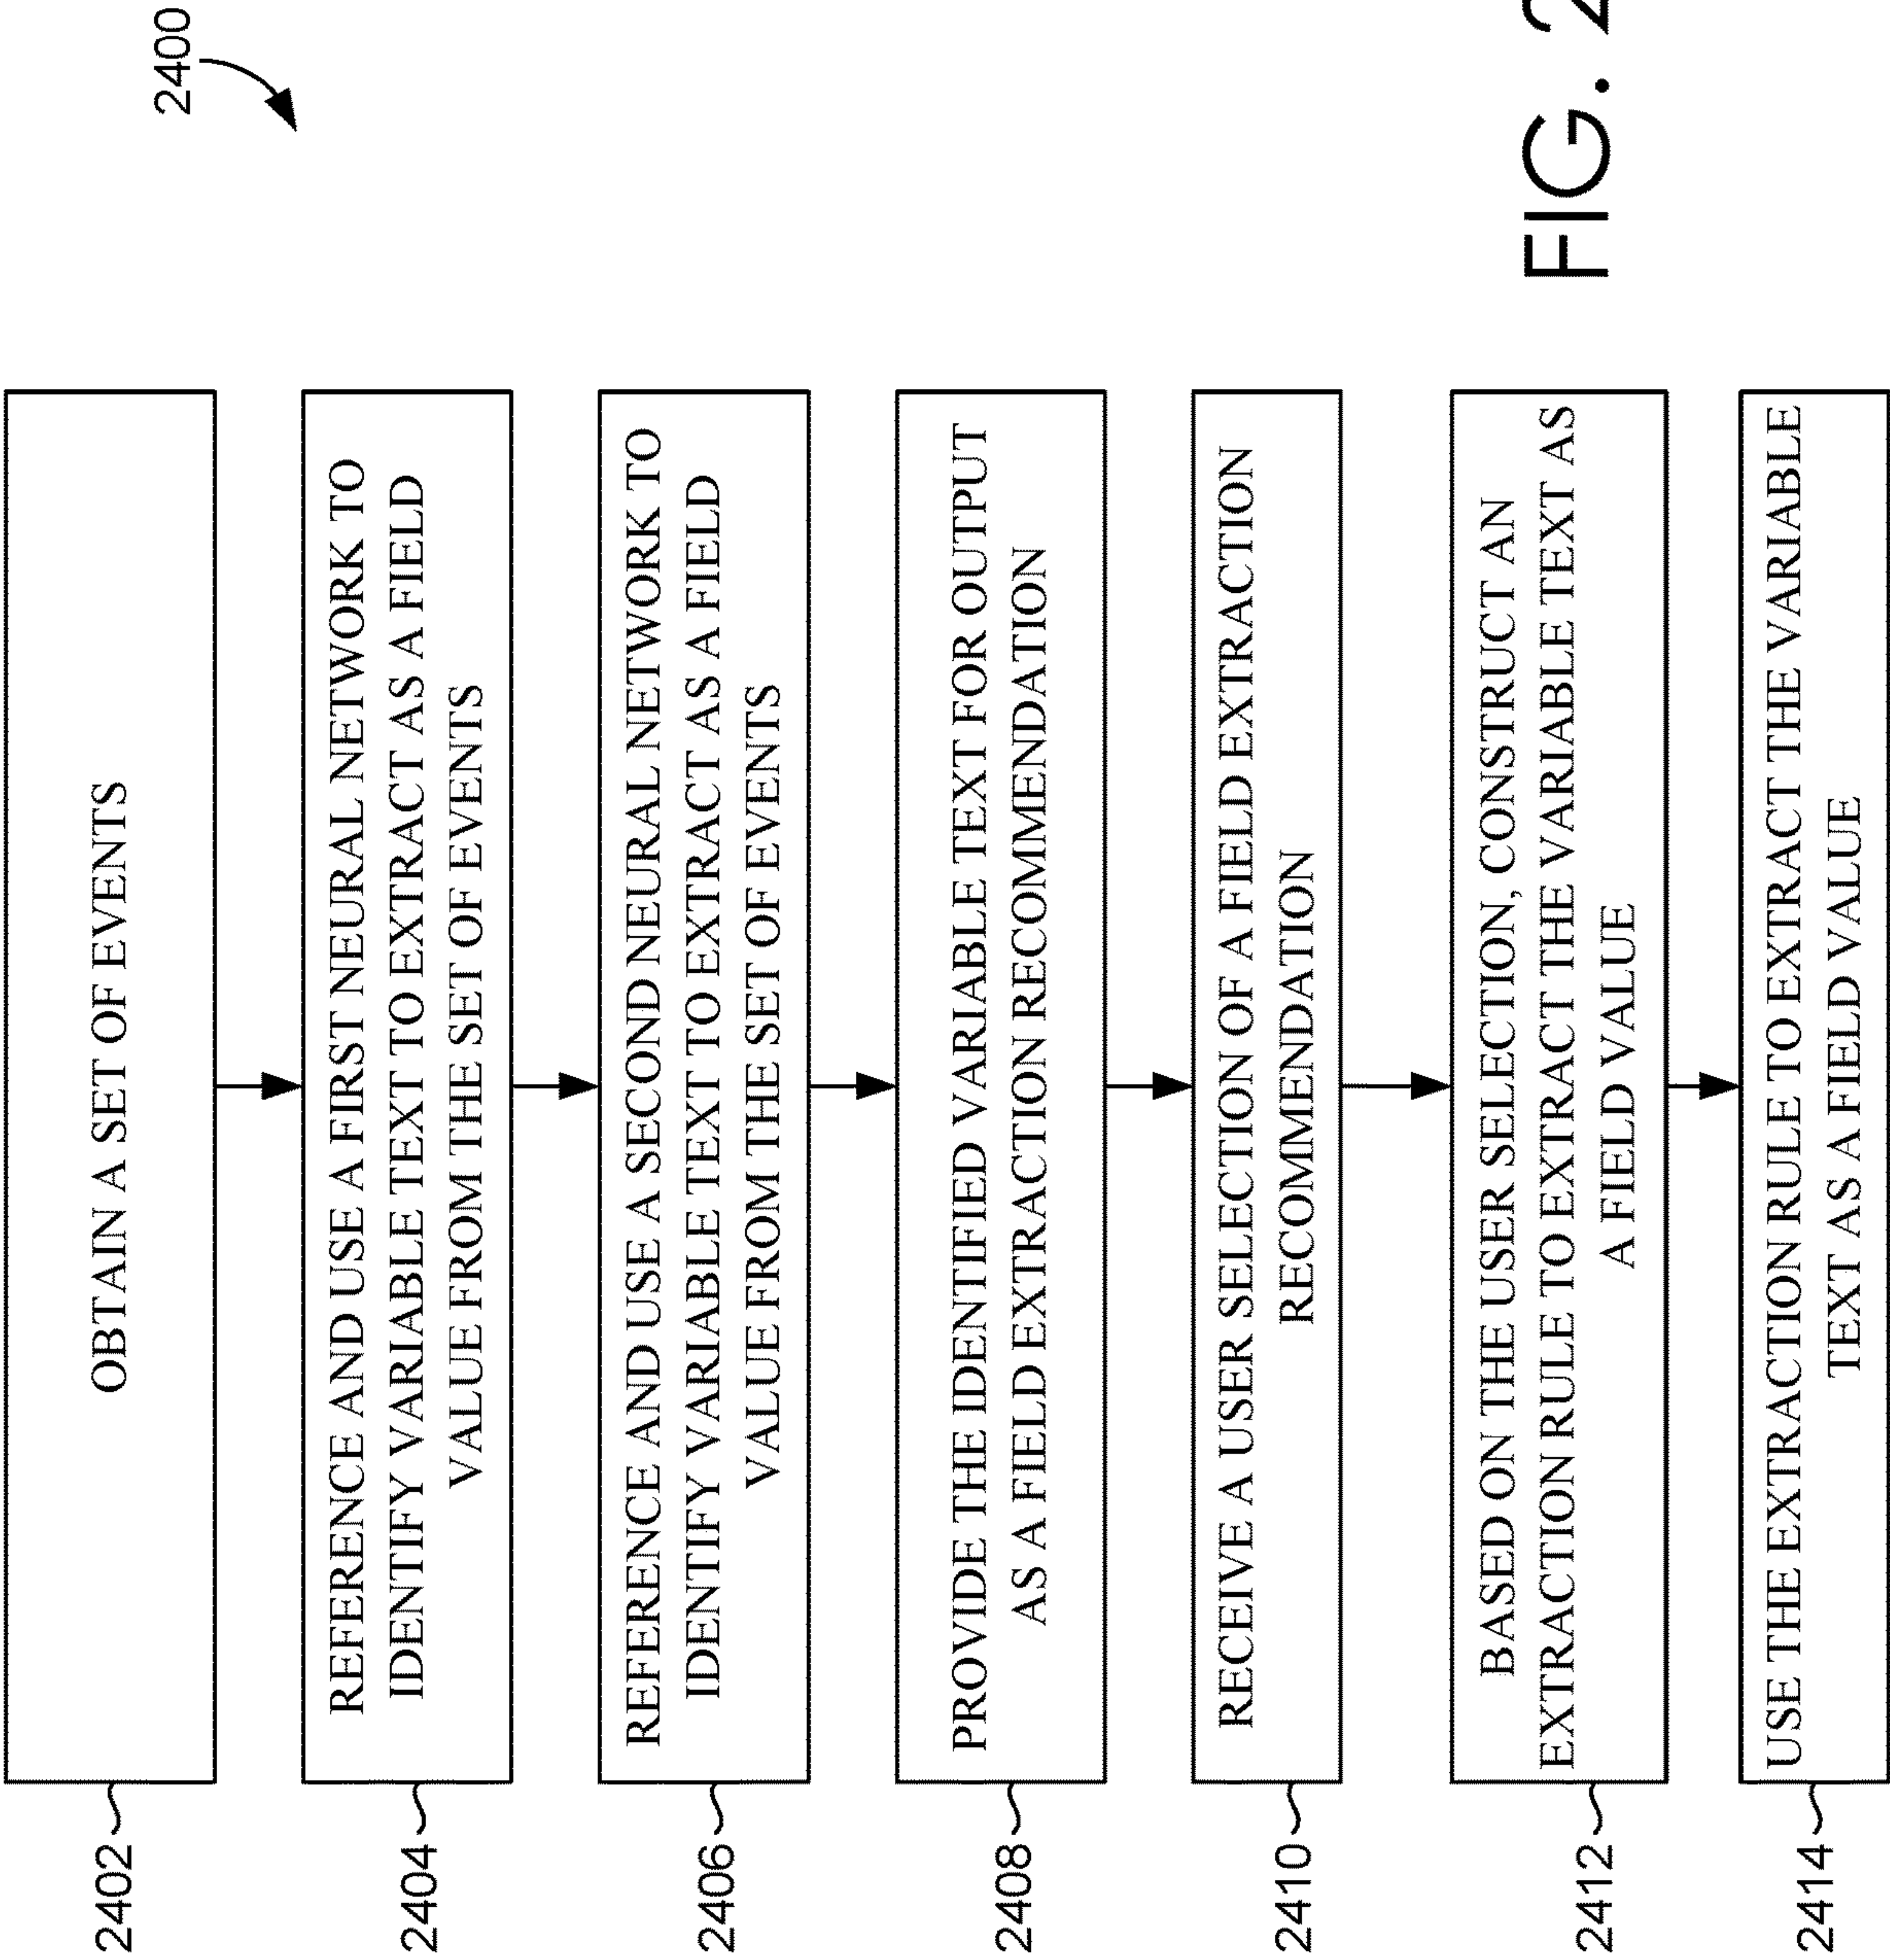 2400
2402
OBTAIN A SET OF EVENTS
2404
REFERENCE AND USE A FIRST NEURAL NETWORK TO
IDENTIFY VARIABLE TEXT TO EXTRACT AS A FIELD
VALUE FROM THE SET OF EVENTS
2406
REFERENCE AND USE A SECOND NEURAL NETWORK TO
IDENTIFY VARIABLE TEXT TO EXTRACT AS A FIELD
VALUE FROM THE SET OF EVENTS
2408
PROVIDE THE IDENTIFIED VARIABLE TEXT FOR OUTPUT
AS A FIELD EXTRACTION RECOMMENDATION
2410
RECEIVE A USER SELECTION OF A FIELD EXTRACTION
RECOMMENDATION
2412
BASED ON THE USER SELECTION, CONSTRUCT AN
EXTRACTION RULE TO EXTRACT THE VARIABLE TEXT AS
A FIELD VALUE
2414
USE THE EXTRACTION RULE TO EXTRACT THE VARIABLE
TEXT AS A FIELD VALUE
FIG. 2